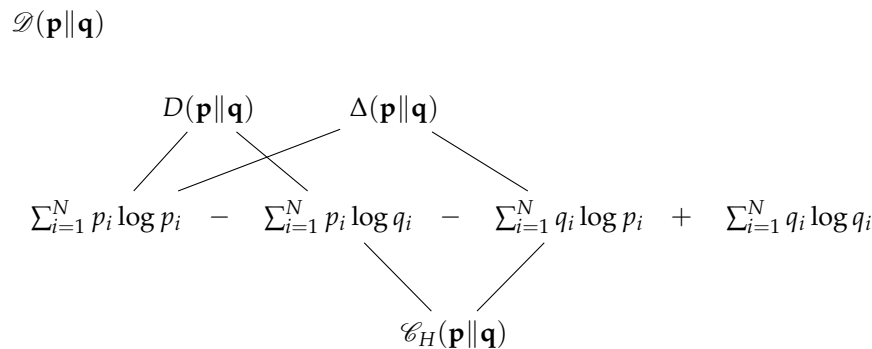 𝒟(𝐩‖𝐪)
D(𝐩‖𝐪) Δ(𝐩‖𝐪)
∑_{i=1}^{N} p_i log p_i − ∑_{i=1}^{N} p_i log q_i − ∑_{i=1}^{N} q_i log p_i + ∑_{i=1}^{N} q_i log q_i
𝒞_H(𝐩‖𝐪)